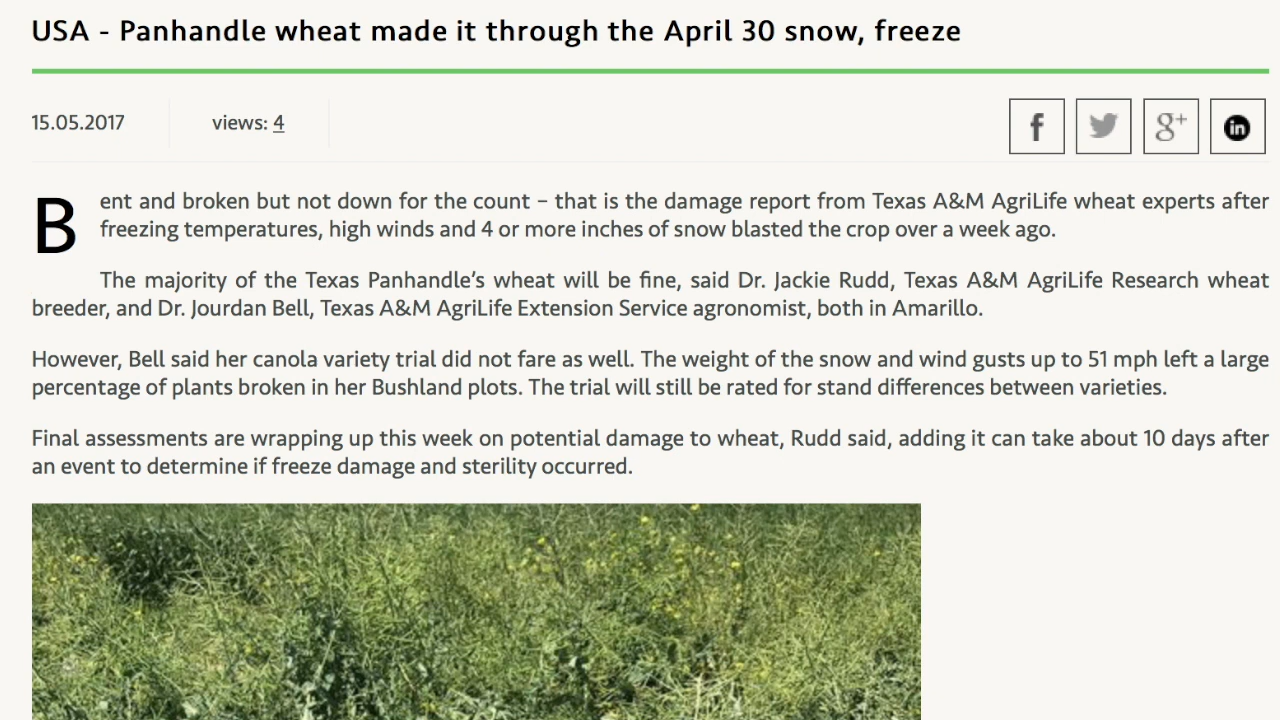 USA - Panhandle wheat made it through the April 30 snow, freeze
15.05.2017
views: 4
f
g+
in
Bent and broken but not down for the count – that is the damage report from Texas A&M AgriLife wheat experts after
freezing temperatures, high winds and 4 or more inches of snow blasted the crop over a week ago.
The majority of the Texas Panhandle's wheat will be fine, said Dr. Jackie Rudd, Texas A&M AgriLife Research wheat
breeder, and Dr. Jourdan Bell, Texas A&M AgriLife Extension Service agronomist, both in Amarillo.
However, Bell said her canola variety trial did not fare as well. The weight of the snow and wind gusts up to 51 mph left a large
percentage of plants broken in her Bushland plots. The trial will still be rated for stand differences between varieties.
Final assessments are wrapping up this week on potential damage to wheat, Rudd said, adding it can take about 10 days after
an event to determine if freeze damage and sterility occurred.